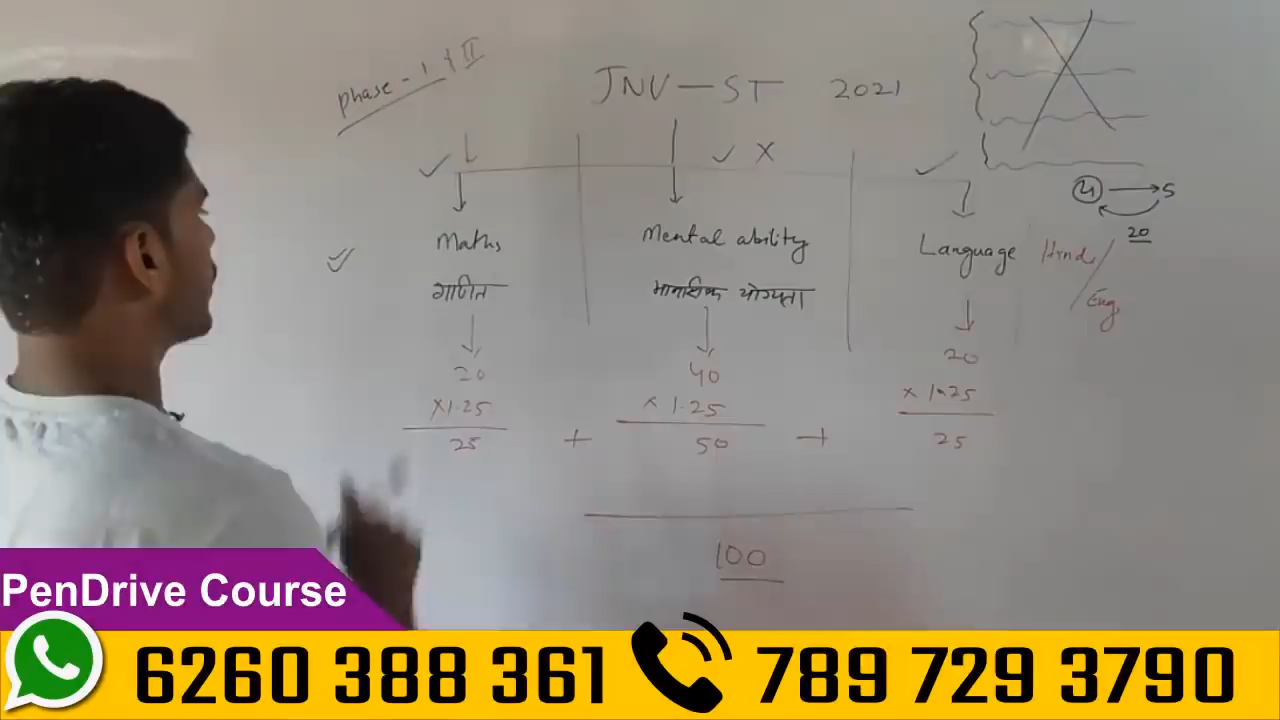 phase - I & II
JNV - ST 2021
✓ ✓ X ✓
4 → 5
20
Maths
गणित
Mental ability
मानसिक योग्यता
Language Hind/Eng
20
×1.25
25
+
40
× 1.25
50
+
20
× 1.25
25
100
PenDrive Course
6260 388 361 789 729 3790